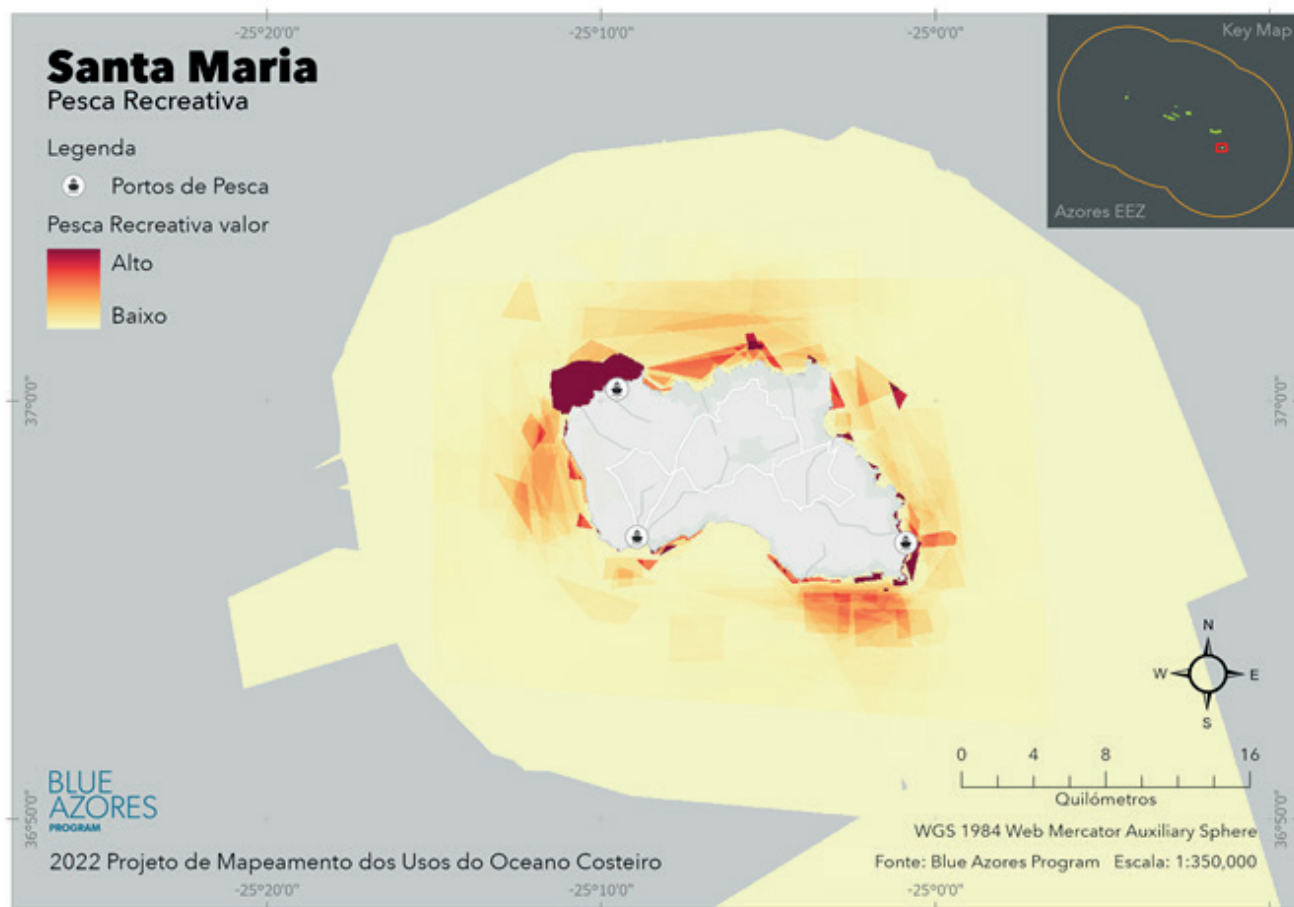 -25°20'0"
-25°10'0"
-25°0'0"
Santa Maria
Pesca Recreativa
Legenda
Portos de Pesca
Pesca Recreativa valor
Alto
Baixo
Key Map
Azores EEZ
37°0'0"
37°0'0"
N
W
E
S
0 4 8 16
Quilómetros
BLUE
AZORES
PROGRAM
36°50'0"
36°50'0"
WGS 1984 Web Mercator Auxiliary Sphere
2022 Projeto de Mapeamento dos Usos do Oceano Costeiro
Fonte: Blue Azores Program Escala: 1:350,000
-25°20'0"
-25°10'0"
-25°0'0"